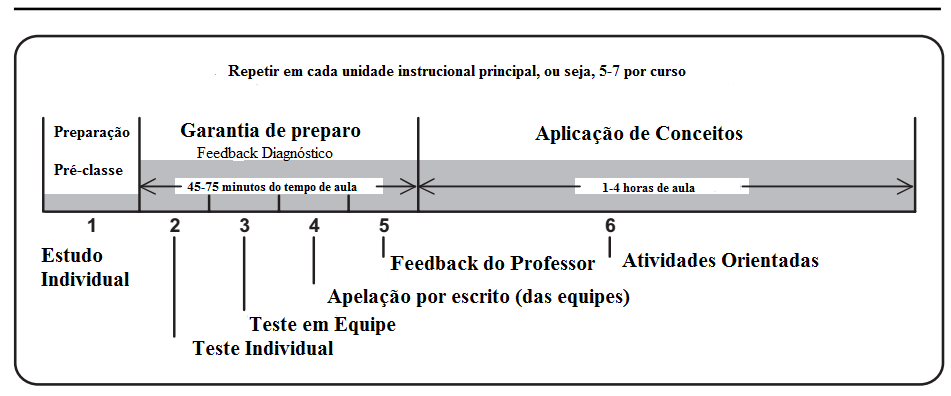 Repetir em cada unidade instrucional principal, ou seja, 5-7 por curso
Preparação
Pré-classe
Garantia de preparo
Feedback Diagnóstico
Aplicação de Conceitos
45-75 minutos do tempo de aula
1-4 horas de aula
1
2
3
4
5
6
Estudo
Individual
Feedback do Professor
Atividades Orientadas
Apelação por escrito (das equipes)
Teste em Equipe
Teste Individual